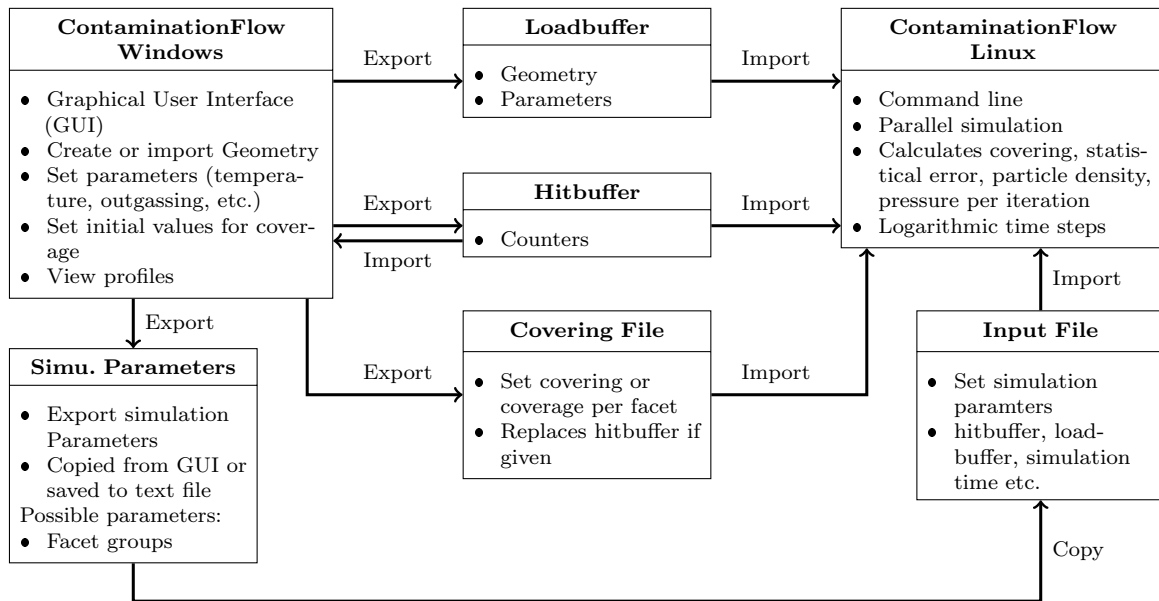 ContaminationFlow
Windows
• Graphical User Interface
(GUI)
• Create or import Geometry
• Set parameters (tempera-
ture, outgassing, etc.)
• Set initial values for cover-
age
• View profiles
Export
Loadbuffer
• Geometry
• Parameters
Import
ContaminationFlow
Linux
• Command line
• Parallel simulation
• Calculates covering, statis-
tical error, particle density,
pressure per iteration
• Logarithmic time steps
Export
Import
Hitbuffer
• Counters
Import
Export
Simu. Parameters
• Export simulation
Parameters
• Copied from GUI or
saved to text file
Possible parameters:
• Facet groups
Export
Covering File
• Set covering or
coverage per facet
• Replaces hitbuffer if
given
Import
Import
Input File
• Set simulation
paramters
• hitbuffer, load-
buffer, simulation
time etc.
Copy